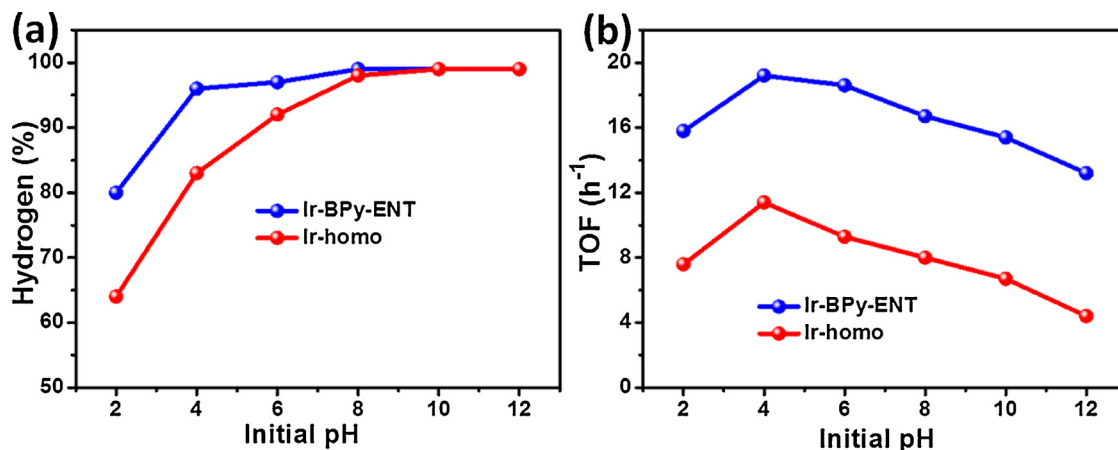 (a)
Hydrogen (%)
100
90
80
70
60
50
2 4 6 8 10 12
Initial pH
Ir-BPy-ENT
Ir-homo
(b)
TOF (h⁻¹)
20
16
12
8
4
0
2 4 6 8 10 12
Initial pH
Ir-BPy-ENT
Ir-homo